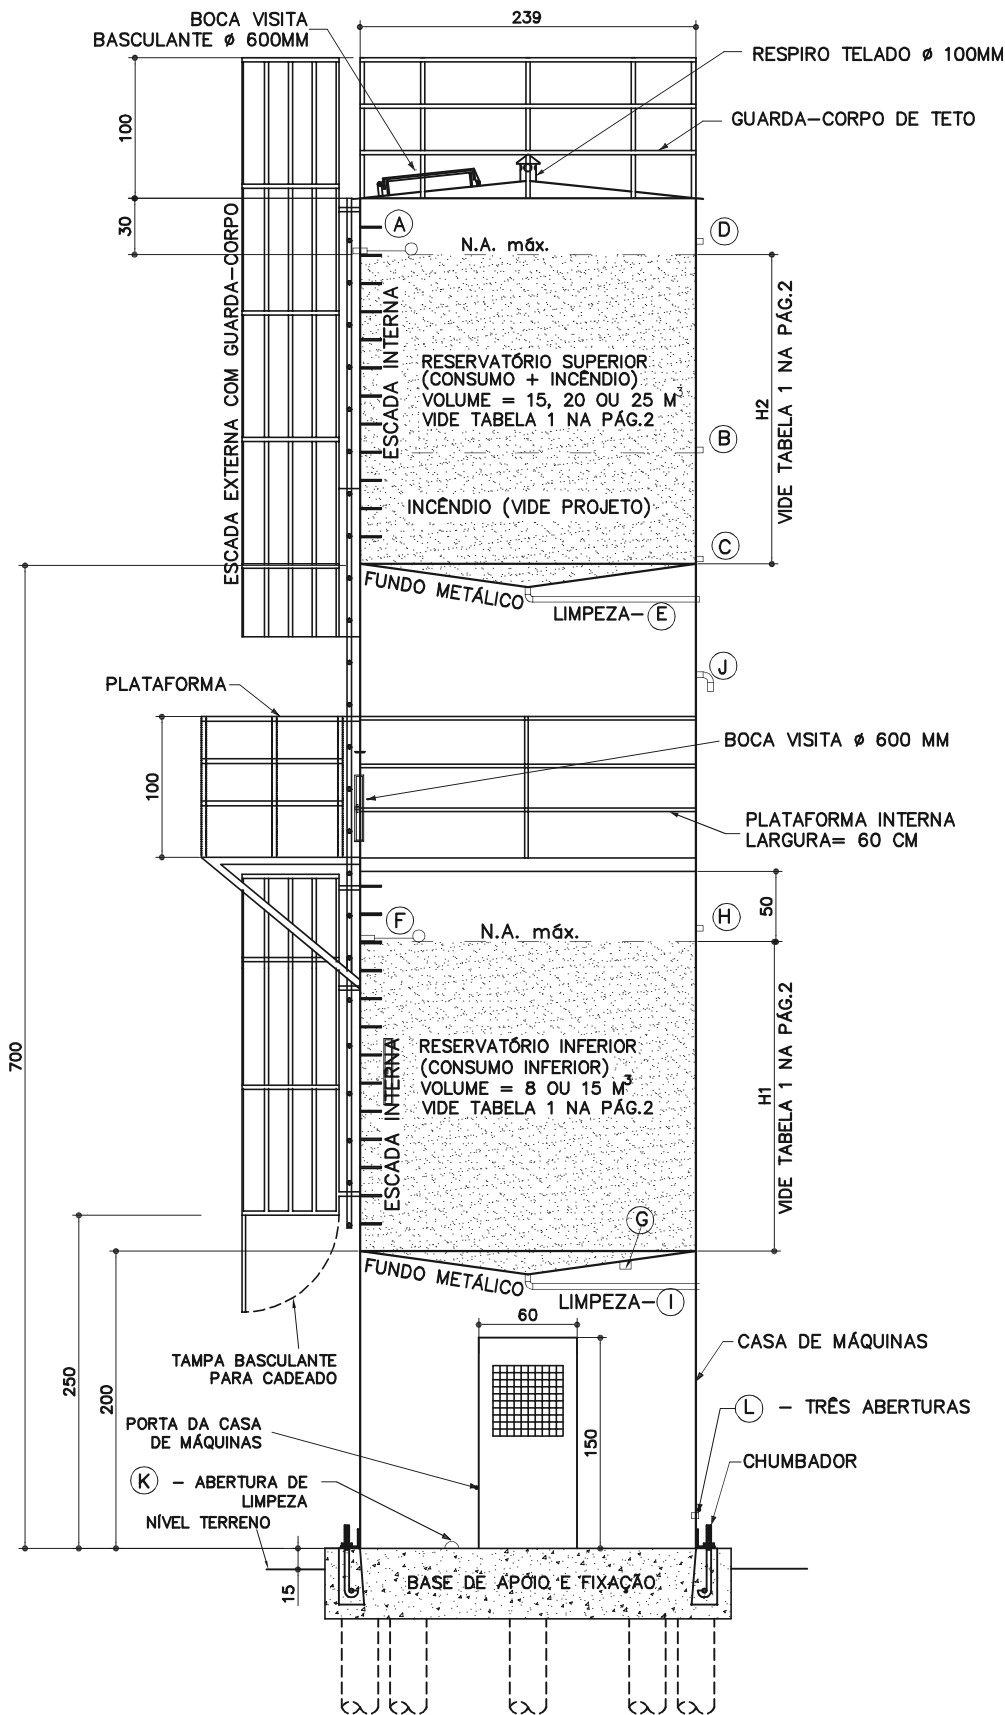 239
BOCA VISITA
BASCULANTE ø 600MM
RESPIRO TELADO ø 100MM
GUARDA-CORPO DE TETO
100
30
ESCADA EXTERNA COM GUARDA-CORPO
A
D
N.A. máx.
ESCADA INTERNA
RESERVATÓRIO SUPERIOR
(CONSUMO + INCÊNDIO)
VOLUME = 15, 20 OU 25 M³
VIDE TABELA 1 NA PÁG.2
H2
VIDE TABELA 1 NA PÁG.2
B
INCÊNDIO (VIDE PROJETO)
C
FUNDO METÁLICO
LIMPEZA- E
J
PLATAFORMA
BOCA VISITA ø 600 MM
100
PLATAFORMA INTERNA
LARGURA= 60 CM
50
F
H
N.A. máx.
700
ESCADA INTERNA
RESERVATÓRIO INFERIOR
(CONSUMO INFERIOR)
VOLUME = 8 OU 15 M³
VIDE TABELA 1 NA PÁG.2
H1
VIDE TABELA 1 NA PÁG.2
G
FUNDO METÁLICO
LIMPEZA- I
60
CASA DE MÁQUINAS
TAMPA BASCULANTE
PARA CADEADO
250
200
150
L - TRÊS ABERTURAS
PORTA DA CASA
DE MÁQUINAS
CHUMBADOR
K - ABERTURA DE
LIMPEZA
NÍVEL TERRENO
15
BASE DE APOIO E FIXAÇÃO